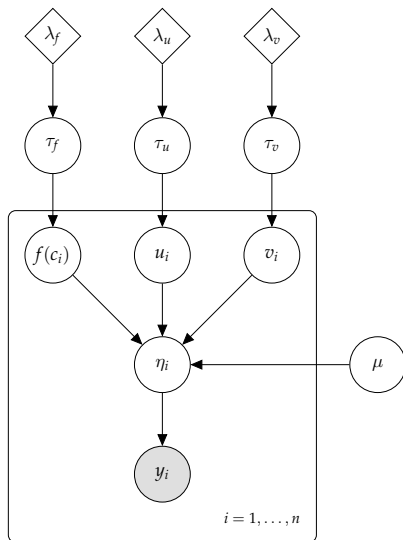 λ_f λ_u λ_v
τ_f τ_u τ_v
f(c_i) u_i v_i
η_i μ
y_i
i = 1, . . . , n